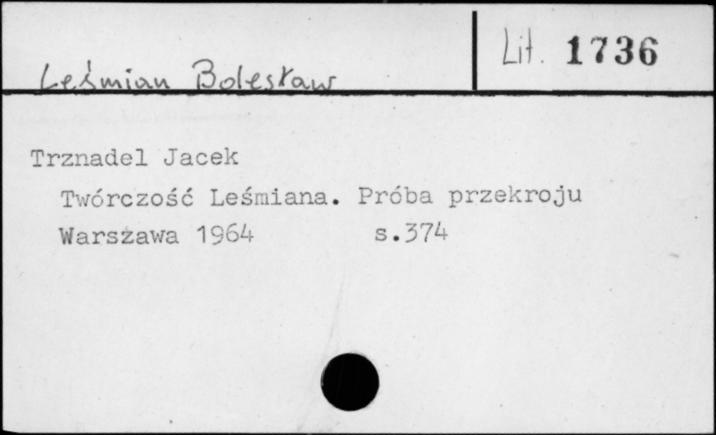 Leśmian Bolesław
Lit. 1736
Trznadel Jacek
Twórczość Leśmiana. Próba przekroju
Warszawa 1964 s.374